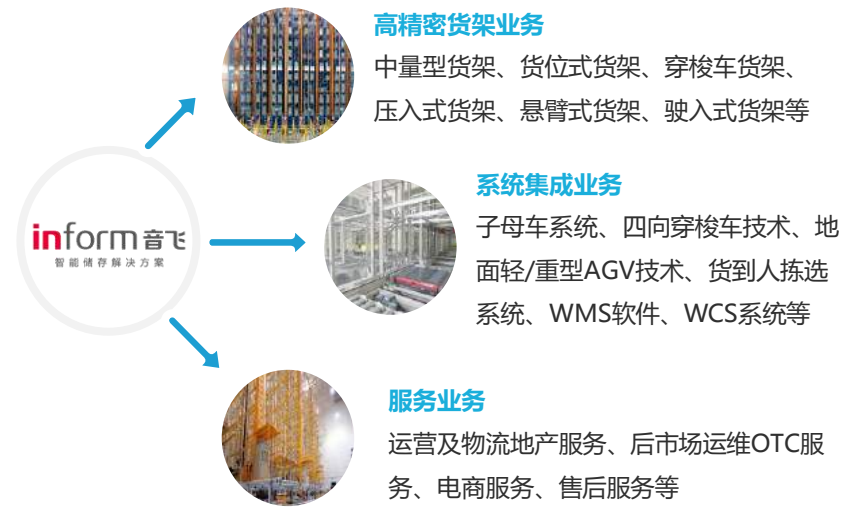 高精密货架业务
中量型货架、货位式货架、穿梭车货架、
压入式货架、悬臂式货架、驶入式货架等
系统集成业务
子母车系统、四向穿梭车技术、地
面轻/重型AGV技术、货到人拣选
系统、WMS软件、WCS系统等
inform 音飞
智能储存解决方案
服务业务
运营及物流地产服务、后市场运维OTC服
务、电商服务、售后服务等